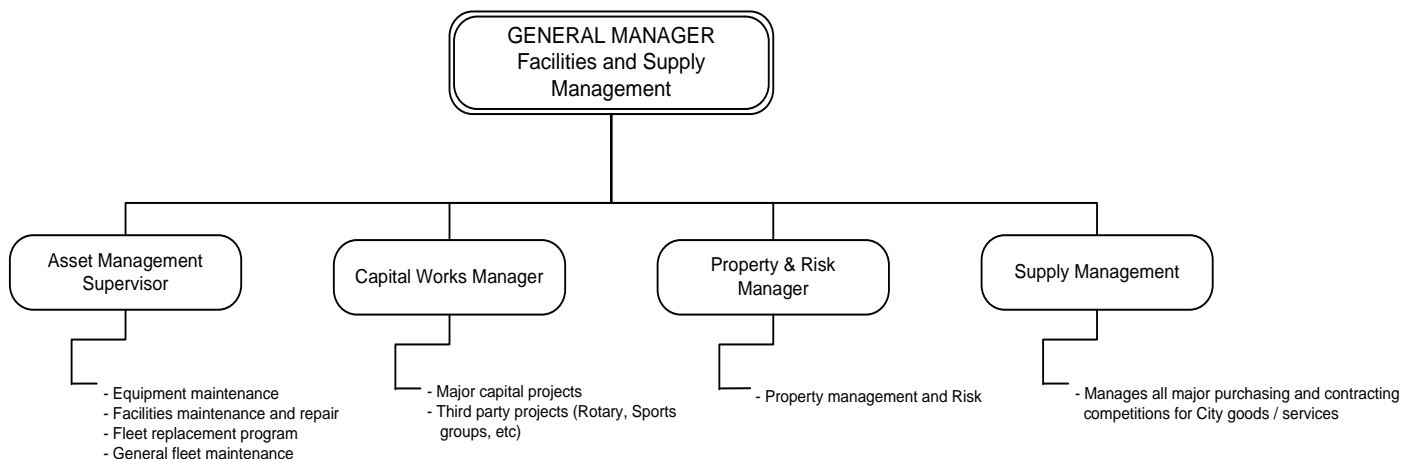 GENERAL MANAGER
Facilities and Supply
Management
Asset Management
Supervisor
Capital Works Manager
Property & Risk
Manager
Supply Management
- Equipment maintenance
- Facilities maintenance and repair
- Fleet replacement program
- General fleet maintenance
- Major capital projects
- Third party projects (Rotary, Sports
groups, etc)
- Property management and Risk
- Manages all major purchasing and contracting
competitions for City goods / services